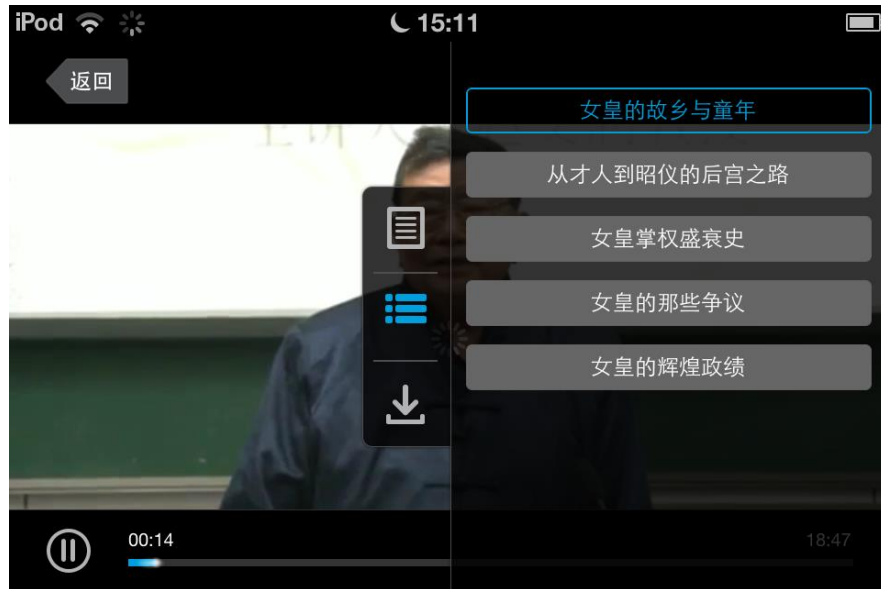 iPod
15:11
返回
女皇的故乡与童年
从才人到昭仪的后宫之路
女皇掌权盛衰史
女皇的那些争议
女皇的辉煌政绩
00:14
18:47